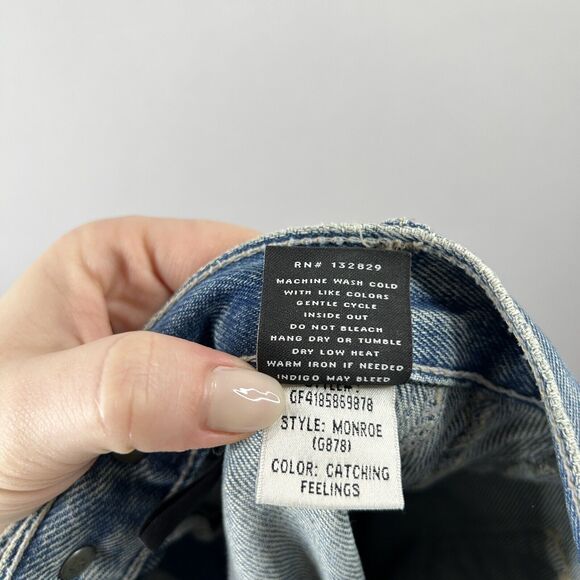 RN# 132829
MACHINE WASH COLD
WITH LIKE COLORS
GENTLE CYCLE
INSIDE OUT
DO NOT BLEACH
HANG DRY OR TUMBLE
DRY LOW HEAT
WARM IRON IF NEEDED
INDIGO MAY BLEED
GF4185869878
STYLE: MONROE
(G878)
COLOR: CATCHING
FEELINGS